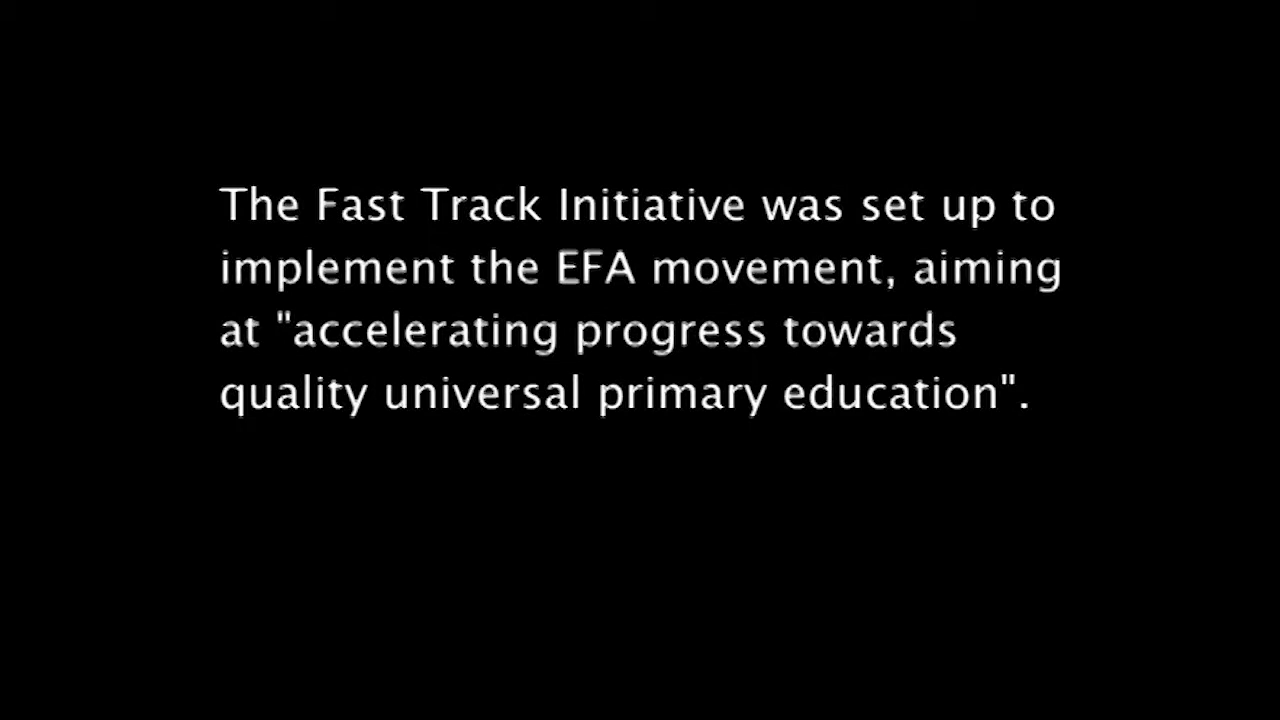 The Fast Track Initiative was set up to
implement the EFA movement, aiming
at "accelerating progress towards
quality universal primary education".